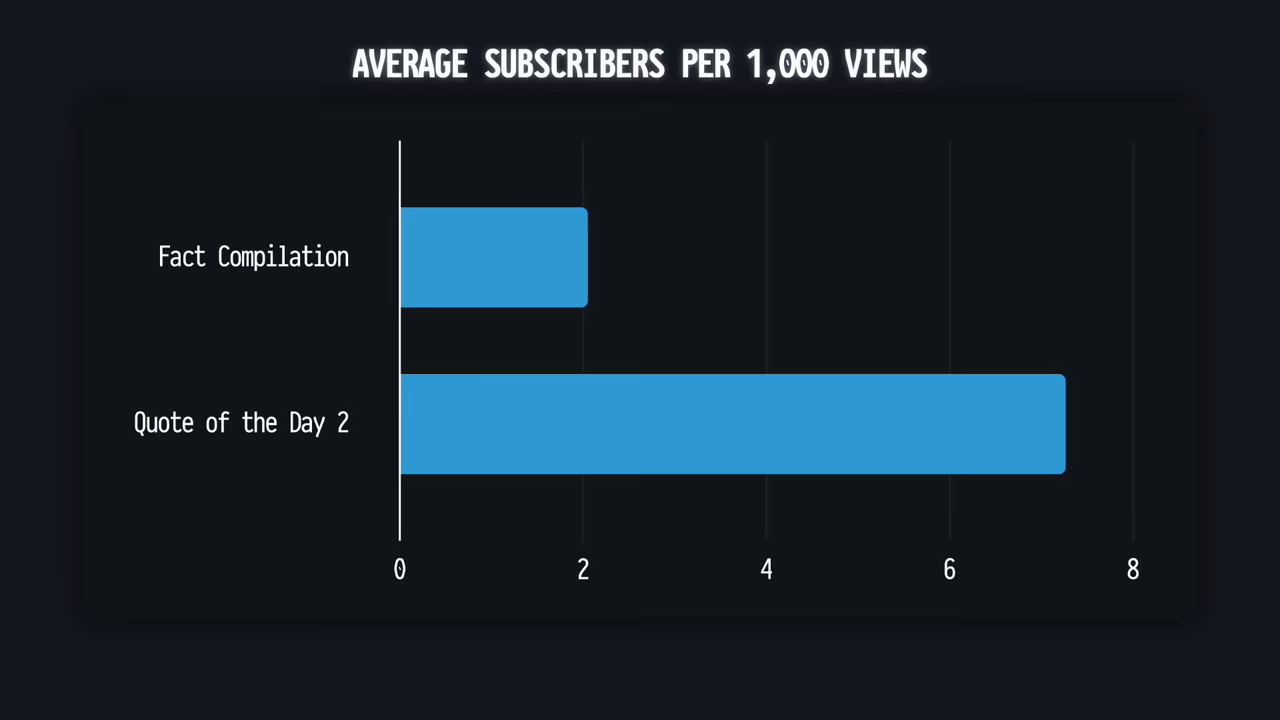 AVERAGE SUBSCRIBERS PER 1,000 VIEWS
Fact Compilation
Quote of the Day 2
0 2 4 6 8